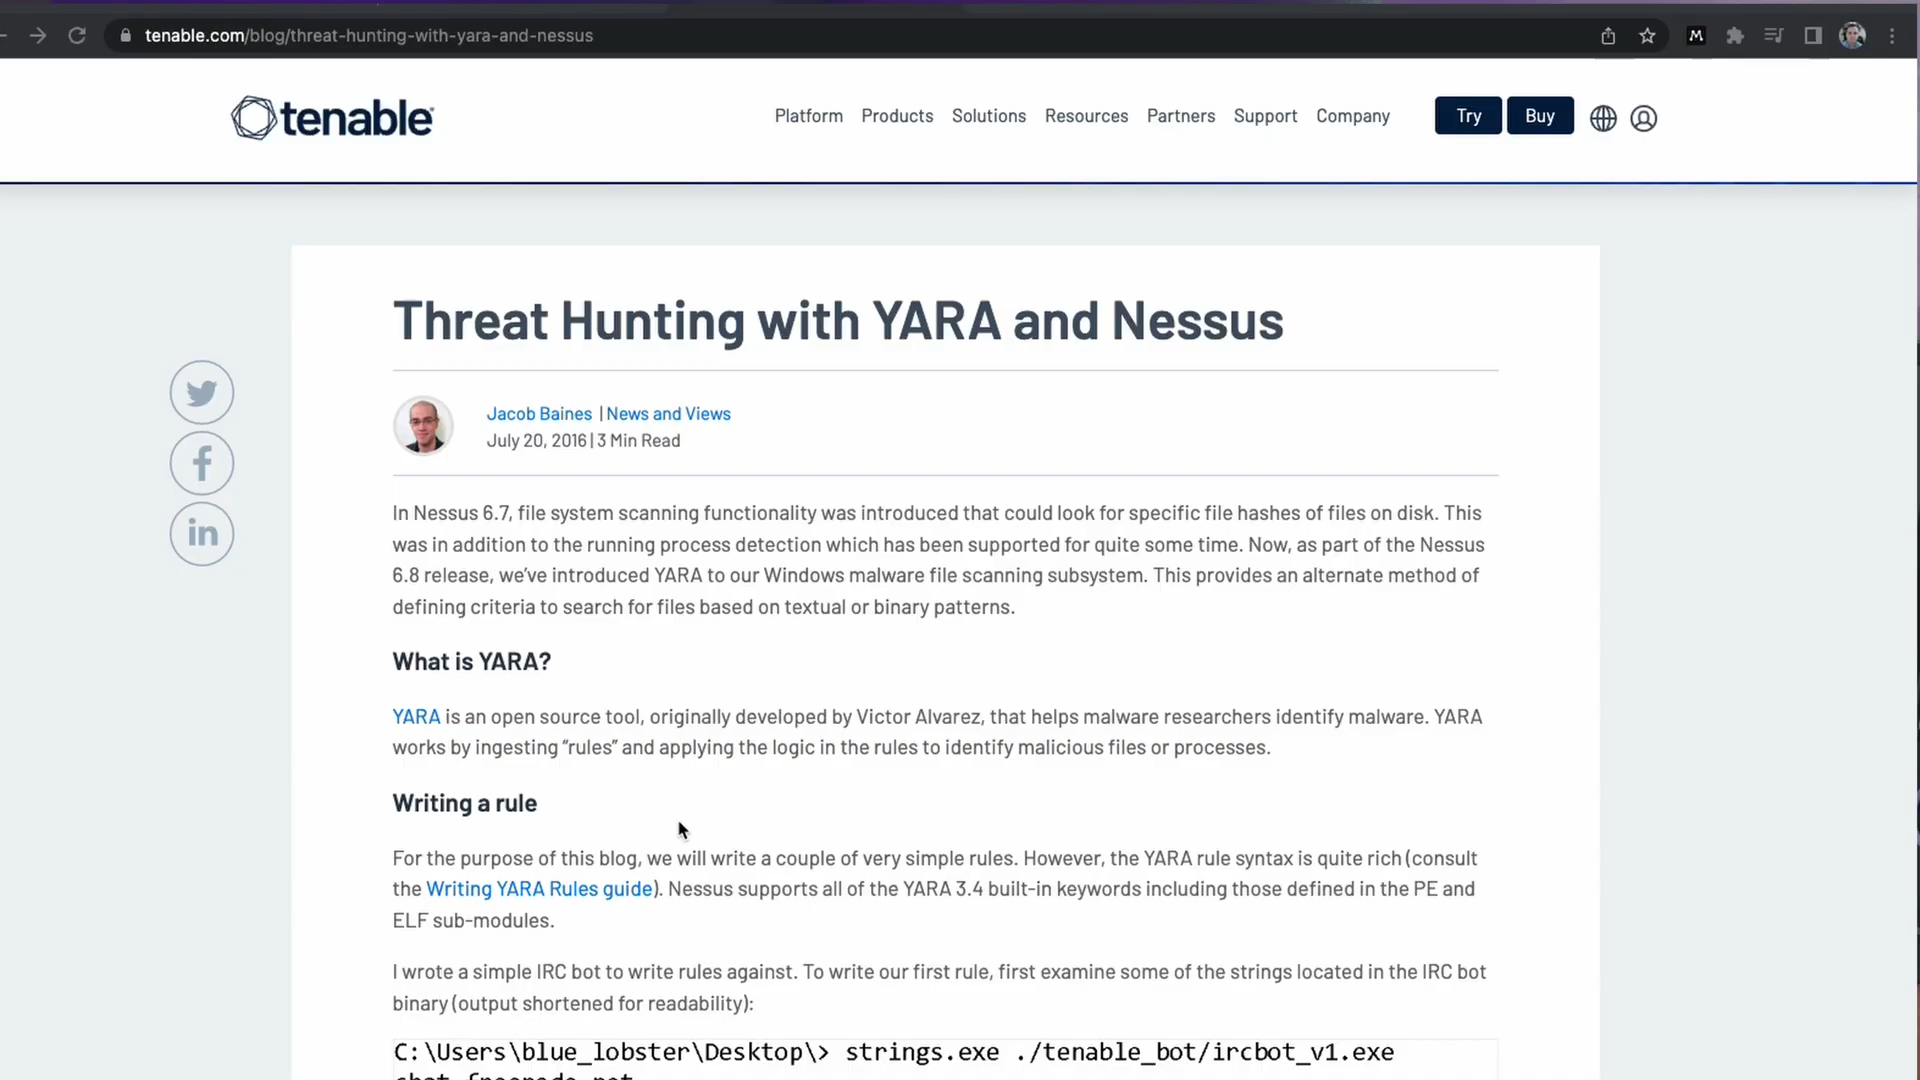 tenable.com/blog/threat-hunting-with-yara-and-nessus
M
tenable
Platform Products Solutions Resources Partners Support Company Try Buy
Threat Hunting with YARA and Nessus
Jacob Baines | News and Views
July 20, 2016 | 3 Min Read
In Nessus 6.7, file system scanning functionality was introduced that could look for specific file hashes of files on disk. This
was in addition to the running process detection which has been supported for quite some time. Now, as part of the Nessus
6.8 release, we’ve introduced YARA to our Windows malware file scanning subsystem. This provides an alternate method of
defining criteria to search for files based on textual or binary patterns.
What is YARA?
YARA is an open source tool, originally developed by Victor Alvarez, that helps malware researchers identify malware. YARA
works by ingesting “rules” and applying the logic in the rules to identify malicious files or processes.
Writing a rule
For the purpose of this blog, we will write a couple of very simple rules. However, the YARA rule syntax is quite rich (consult
the Writing YARA Rules guide). Nessus supports all of the YARA 3.4 built-in keywords including those defined in the PE and
ELF sub-modules.
I wrote a simple IRC bot to write rules against. To write our first rule, first examine some of the strings located in the IRC bot
binary (output shortened for readability):
C:\Users\blue_lobster\Desktop\> strings.exe ./tenable_bot/ircbot_v1.exe